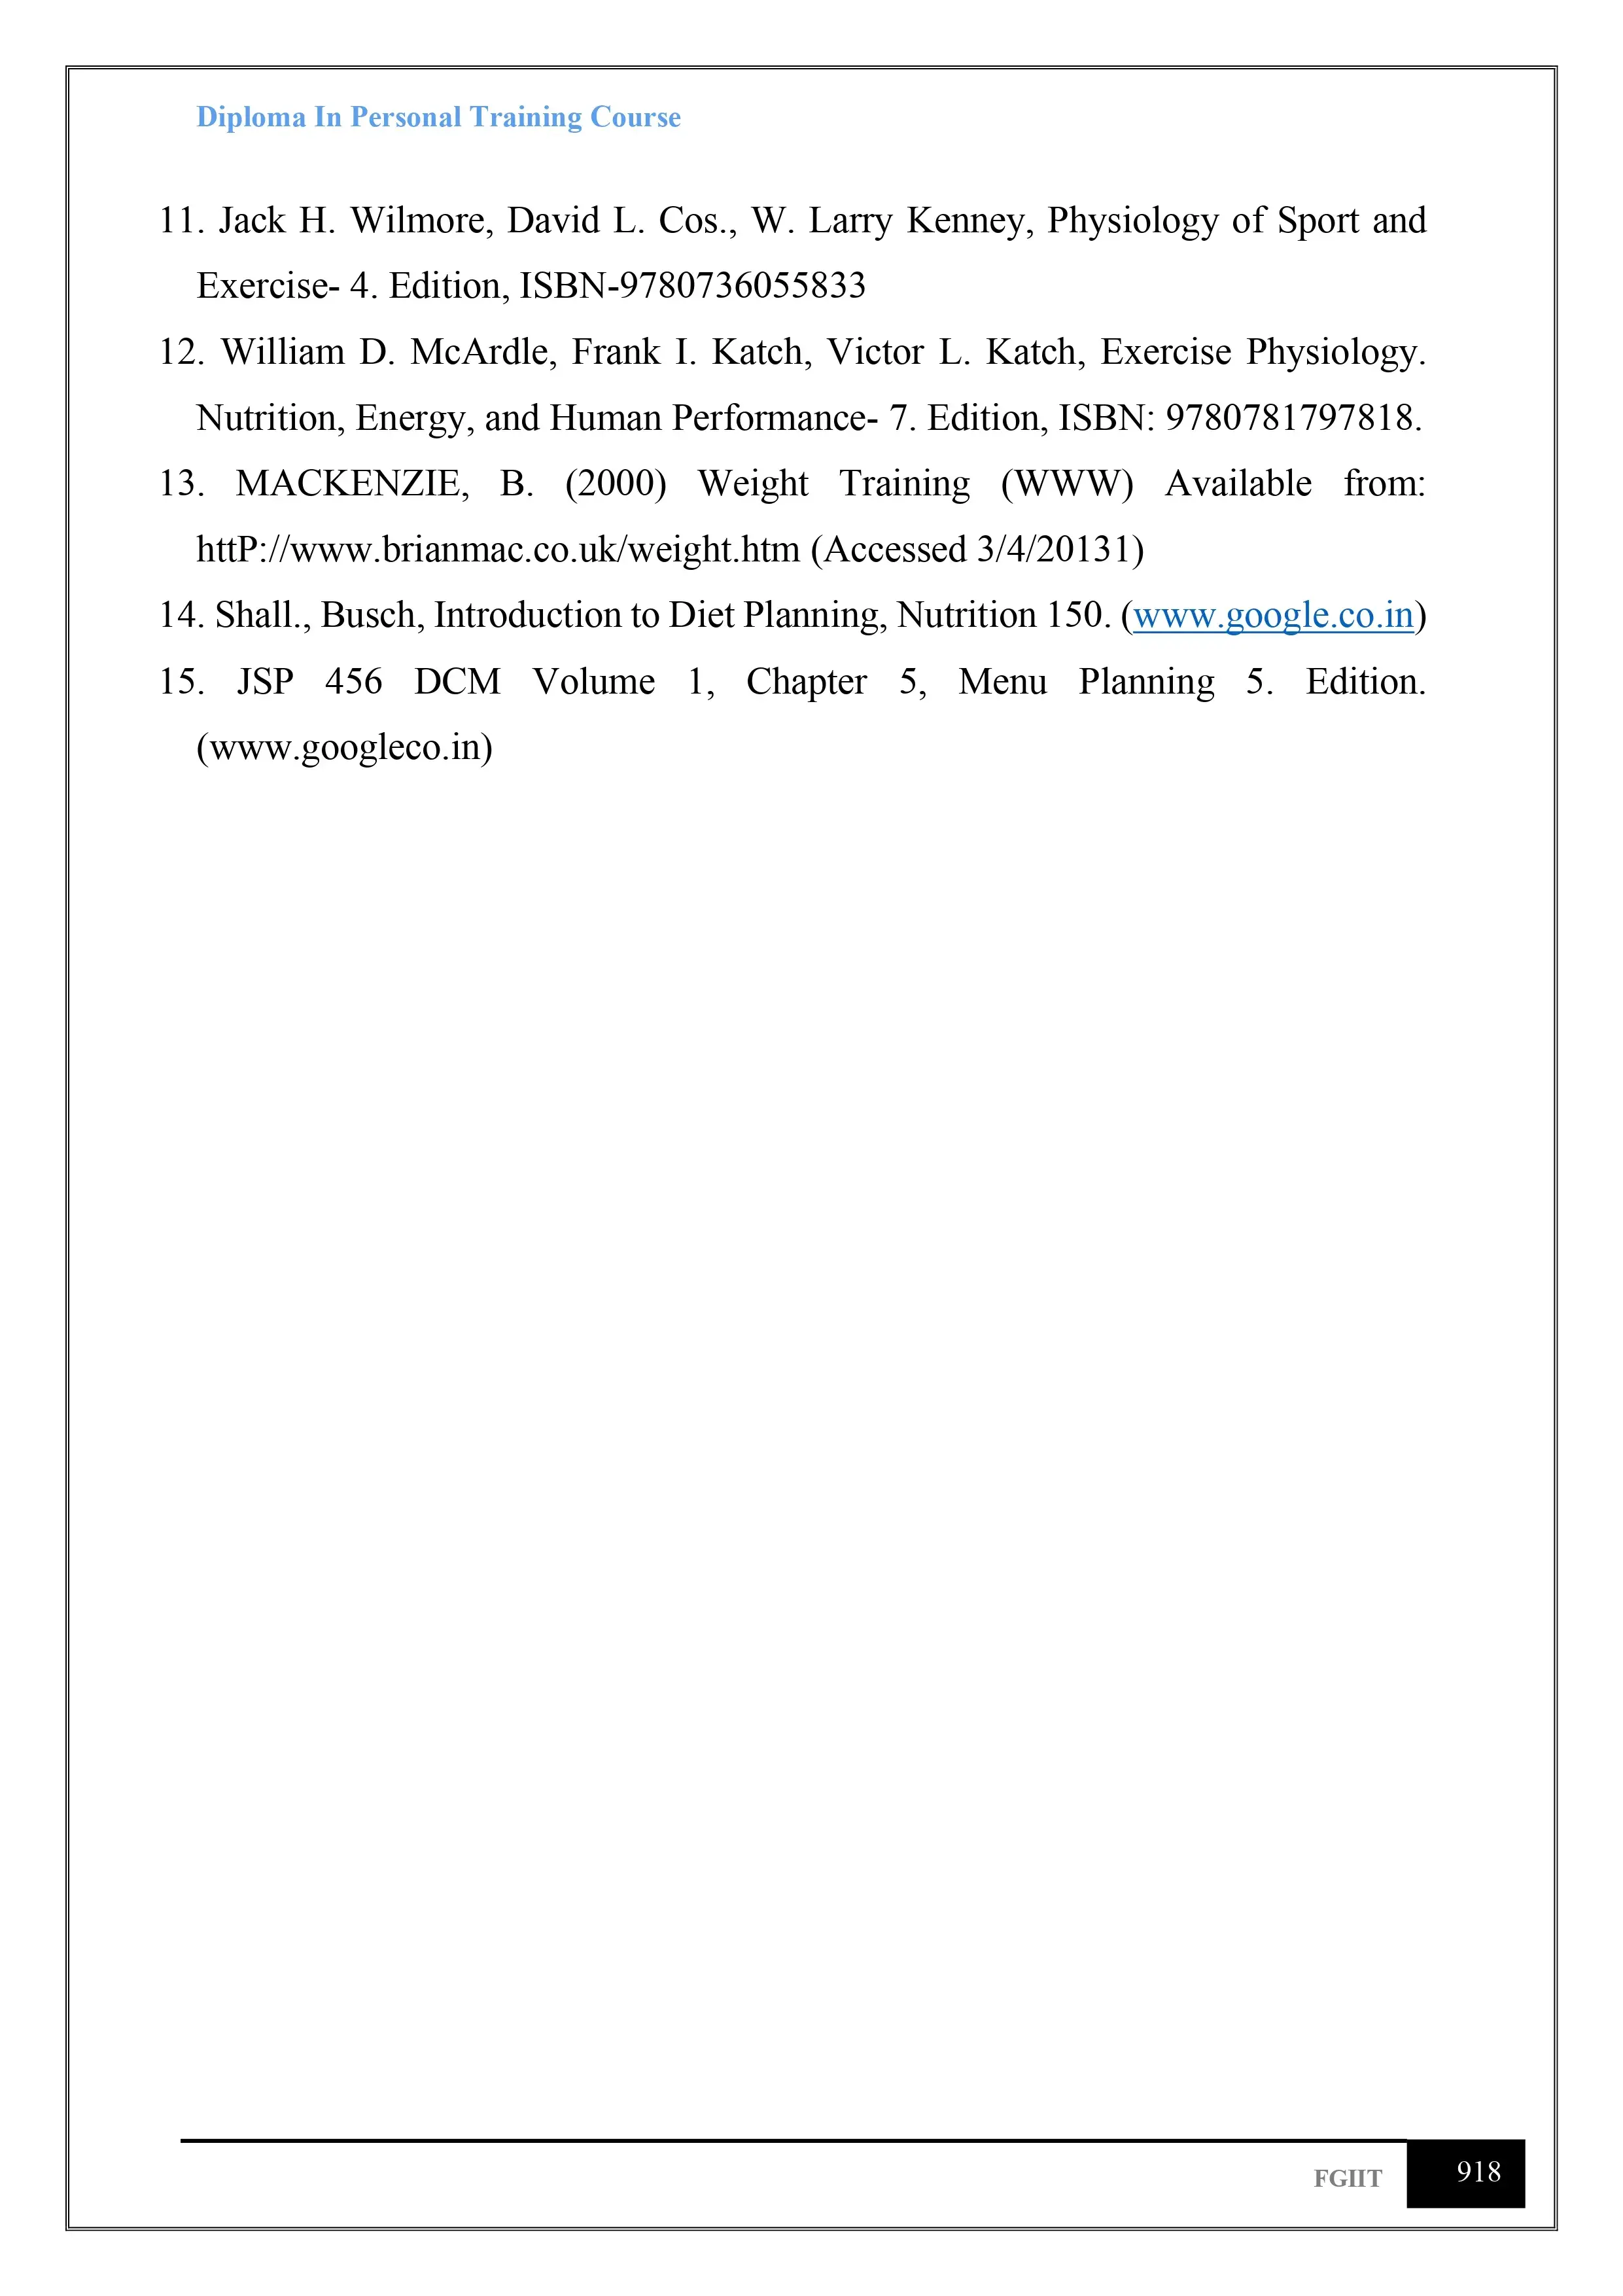 Diploma In Personal Training Course
11. Jack H. Wilmore, David L. Cos., W. Larry Kenney, Physiology of Sport and
Exercise- 4. Edition, ISBN-9780736055833
12. William D. McArdle, Frank I. Katch, Victor L. Katch, Exercise Physiology.
Nutrition, Energy, and Human Performance- 7. Edition, ISBN: 9780781797818.
13. MACKENZIE, B. (2000) Weight Training (WWW) Available from:
httP://www.brianmac.co.uk/weight.htm (Accessed 3/4/20131)
14. Shall., Busch, Introduction to Diet Planning, Nutrition 150. (www.google.co.in)
15. JSP 456 DCM Volume 1, Chapter 5, Menu Planning 5. Edition.
(www.googleco.in)
FGIIT 918